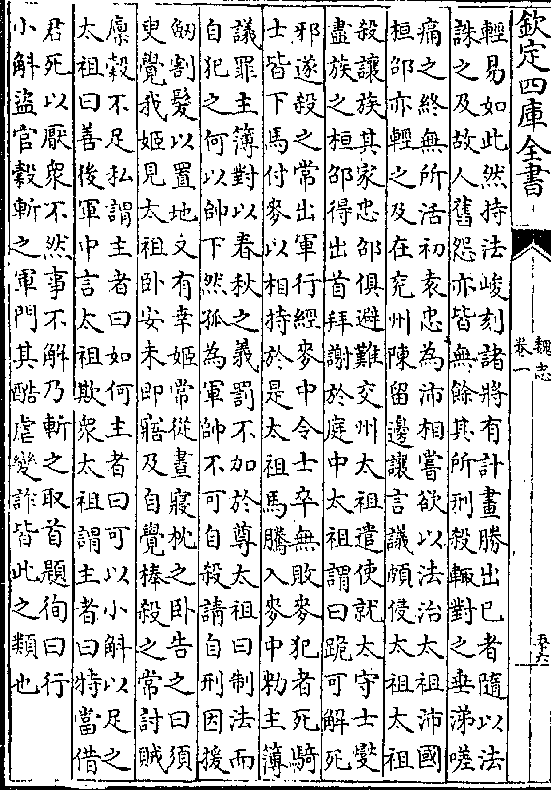 欽定四庫全書
魏志
卷一
五十六
輕易如此然持法峻刻諸將有計畫勝出已者隨以法
誅之及故人舊怨亦皆無餘其所刑殺輒對之垂涕嗟
痛之終無所活初袁忠為沛相嘗欲以法治太祖沛國
桓邵亦輕之及在兖州陳留邊讓言議頗侵太祖太祖
殺讓族其家忠邵俱避難交州太祖遣使就太守士燮
盡族之桓邵得出首拜謝於庭中太祖謂曰跪可解死
邪遂殺之常出軍行經麥中令士卒無敗麥犯者死騎
士皆下馬付麥以相持於是太祖馬騰入麥中勑主簿
議罪主簿對以春秋之義罰不加於尊太祖曰制法而
自犯之何以帥下然孤為軍帥不可自殺請自刑因援
劒割髮以置地又有幸姬常從晝寢枕之卧告之曰須
臾覺我姬見太祖卧安未即寤及自覺棒殺之常討賊
廪穀不足私謂主者曰如何主者曰可以小斛以足之
太祖曰善後軍中言太祖欺衆太祖謂主者曰特當借
君死以厭衆不然事不解乃斬之取首題徇曰行
小斛盜官穀斬之軍門其酷虐變詐皆此之類也